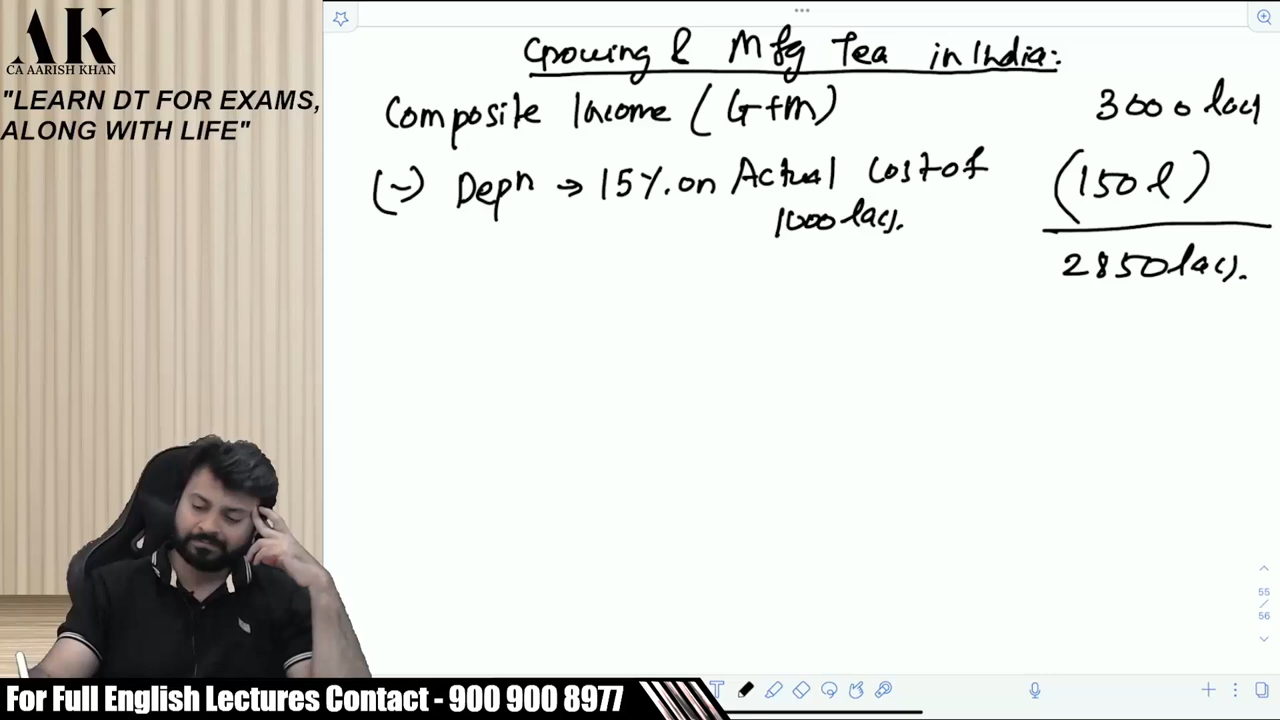 AK
CA AARISH KHAN
"LEARN DT FOR EXAMS,
ALONG WITH LIFE"
Growing & Mfg Tea in India:
Composite Income (G+M) 3000 lacs
(-) Depn → 15% on Actual Cost of (150 l)
1000 lacs.
2850 lacs.
55
/
56
For Full English Lectures Contact - 900 900 8977